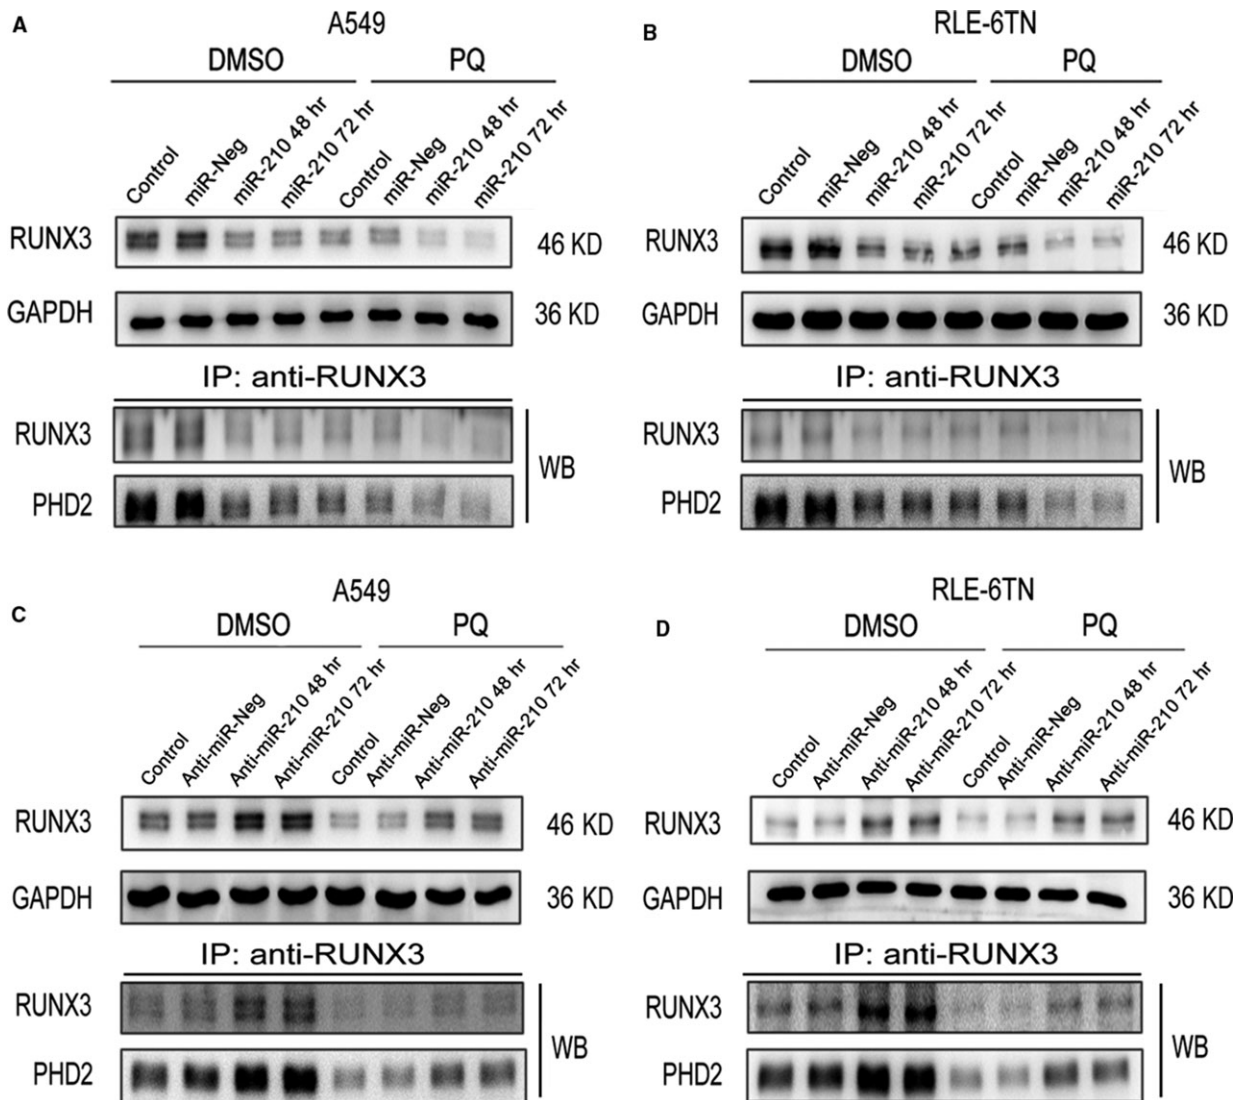 A
A549
DMSO PQ
Control miR-Neg miR-210 48 hr miR-210 72 hr Control miR-Neg miR-210 48 hr miR-210 72 hr
RUNX3 46 KD
GAPDH 36 KD
IP: anti-RUNX3
RUNX3
WB
PHD2
B
RLE-6TN
DMSO PQ
Control miR-Neg miR-210 48 hr miR-210 72 hr Control miR-Neg miR-210 48 hr miR-210 72 hr
RUNX3 46 KD
GAPDH 36 KD
IP: anti-RUNX3
RUNX3
WB
PHD2
C
A549
DMSO PQ
Control Anti-miR-Neg Anti-miR-210 48 hr Anti-miR-210 72 hr Control Anti-miR-Neg Anti-miR-210 48 hr Anti-miR-210 72 hr
RUNX3 46 KD
GAPDH 36 KD
IP: anti-RUNX3
RUNX3
WB
PHD2
D
RLE-6TN
DMSO PQ
Control Anti-miR-Neg Anti-miR-210 48 hr Anti-miR-210 72 hr Control Anti-miR-Neg Anti-miR-210 48 hr Anti-miR-210 72 hr
RUNX3 46 KD
GAPDH 36 KD
IP: anti-RUNX3
RUNX3
WB
PHD2